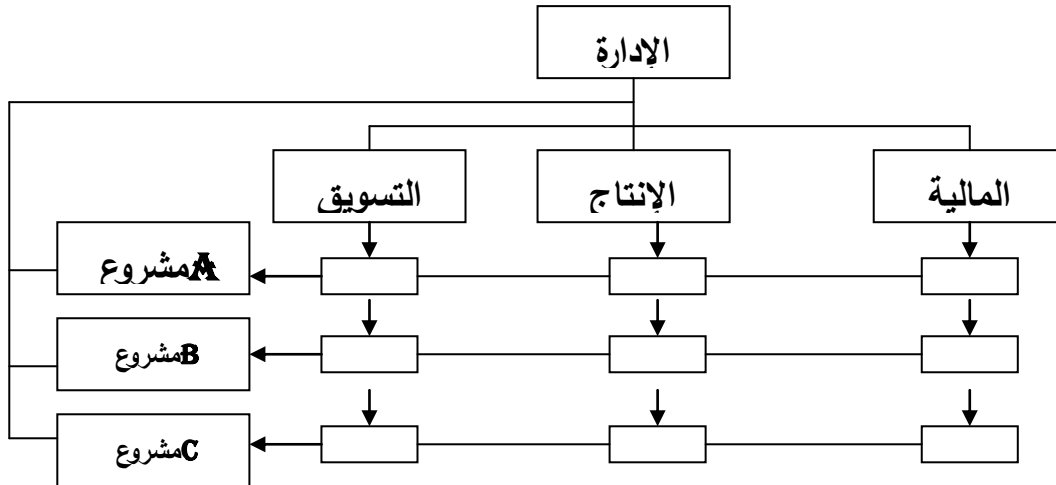 الإدارة
المالية
الإنتاج
التسويق
مشروع A
مشروع B
مشروع C